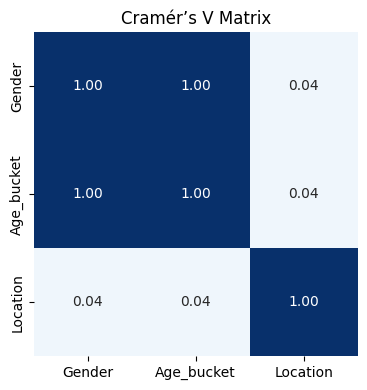 Cramér’s V Matrix
Gender
1.00 1.00 0.04
Age_bucket
1.00 1.00 0.04
Location
0.04 0.04 1.00
Gender Age_bucket Location